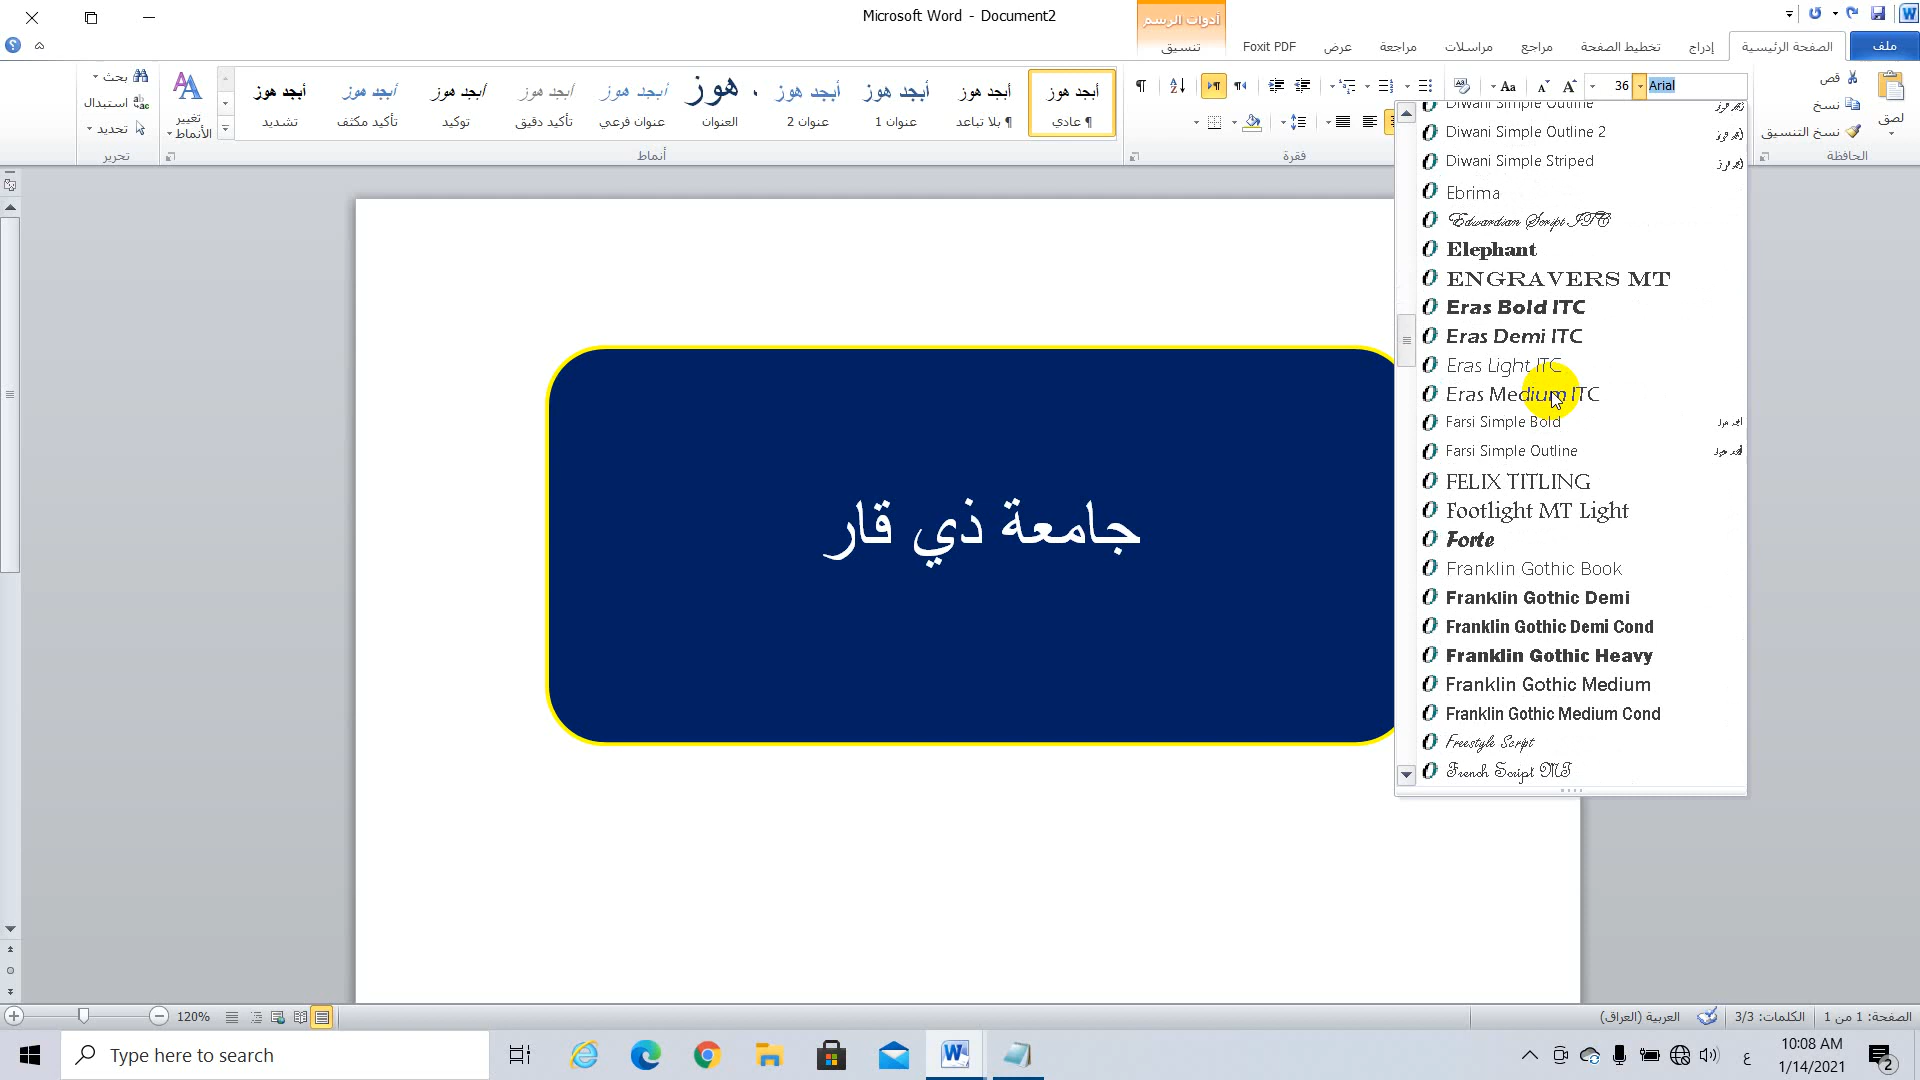 Microsoft Word - Document2
أدوات الرسم
ملف
الصفحة الرئيسية
إدراج
تخطيط الصفحة
مراجع
مراسلات
مراجعة
عرض
Foxit PDF
تنسيق
قص
نسخ
نسخ التنسيق
لصق
الحافظة
Arial
36
Aa
فقرة
أبجد هوز
¶ عادي
أبجد هوز
¶ بلا تباعد
أبجد هوز
عنوان 1
أبجد هوز
عنوان 2
هوز
العنوان
أبجد هوز
عنوان فرعي
أبجد هوز
تأكيد دقيق
أبجد هوز
توكيد
أبجد هوز
تأكيد مكثف
أبجد هوز
تشديد
أنماط
تغيير
الأنماط
بحث
استبدال
تحديد
تحرير
Diwani Simple Outline
Diwani Simple Outline 2
Diwani Simple Striped
Ebrima
Edwardian Script ITC
Elephant
ENGRAVERS MT
Eras Bold ITC
Eras Demi ITC
Eras Light ITC
Eras Medium ITC
Farsi Simple Bold
Farsi Simple Outline
FELIX TITLING
Footlight MT Light
Forte
Franklin Gothic Book
Franklin Gothic Demi
Franklin Gothic Demi Cond
Franklin Gothic Heavy
Franklin Gothic Medium
Franklin Gothic Medium Cond
Freestyle Script
French Script MT
جامعة ذي قار
الصفحة: 1 من 1
الكلمات: 3/3
العربية (العراق)
120%
Type here to search
ع
10:08 AM
1/14/2021
2